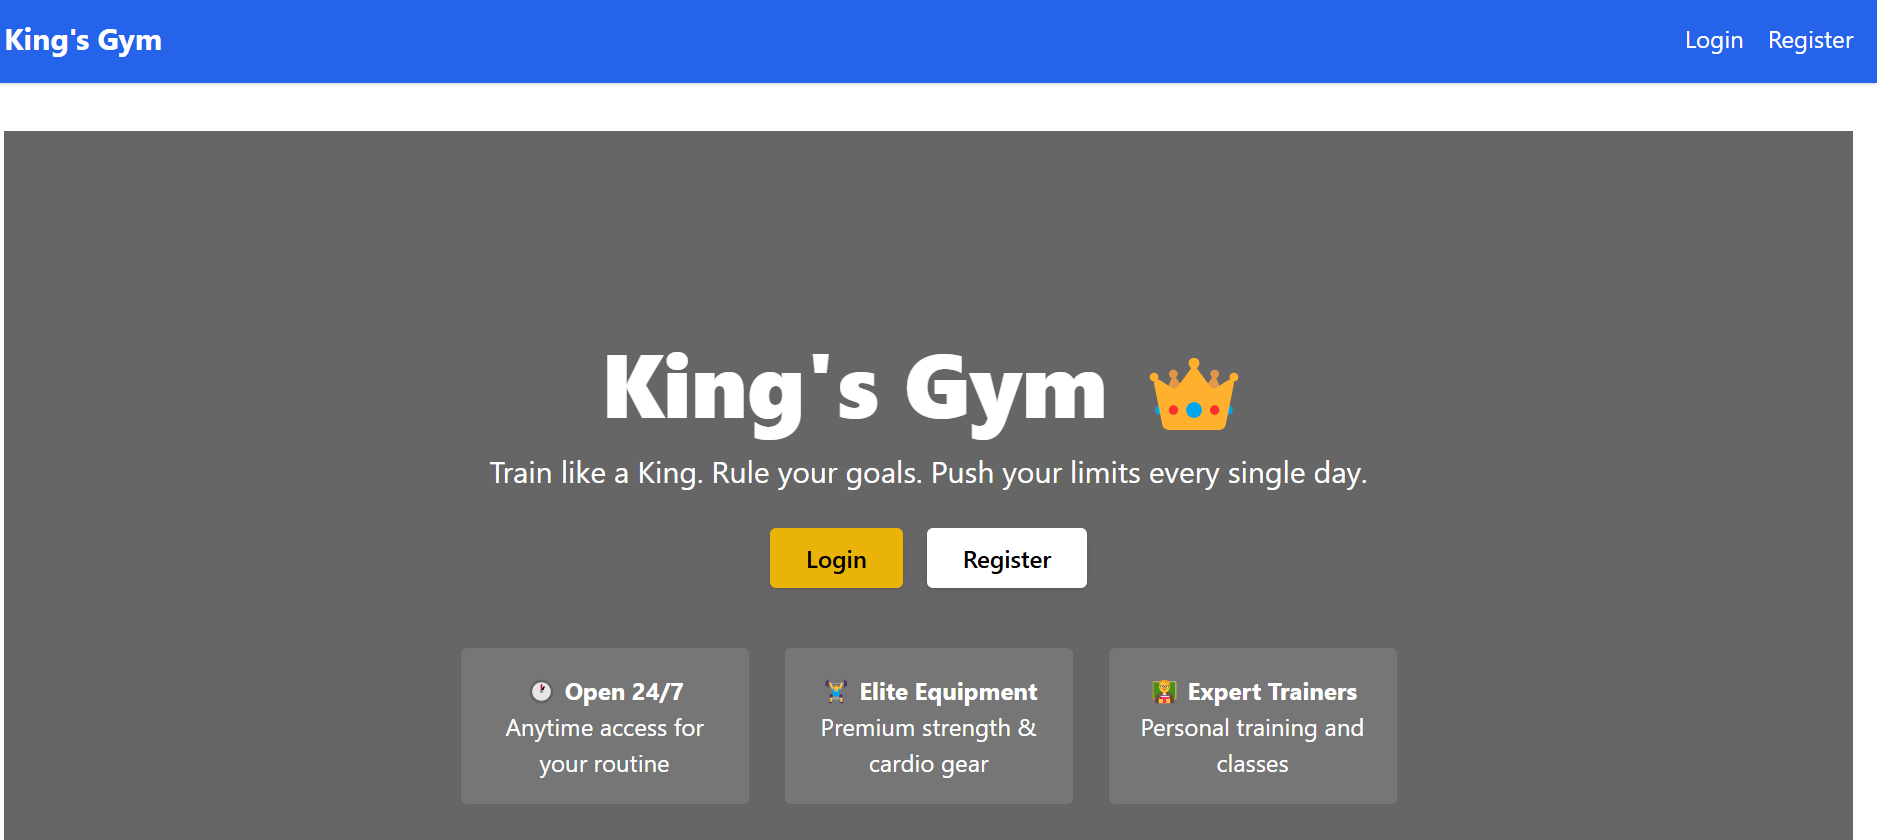 King's Gym
Login Register
King's Gym
Train like a King. Rule your goals. Push your limits every single day.
Login Register
Open 24/7
Anytime access for
your routine
Elite Equipment
Premium strength &
cardio gear
Expert Trainers
Personal training and
classes